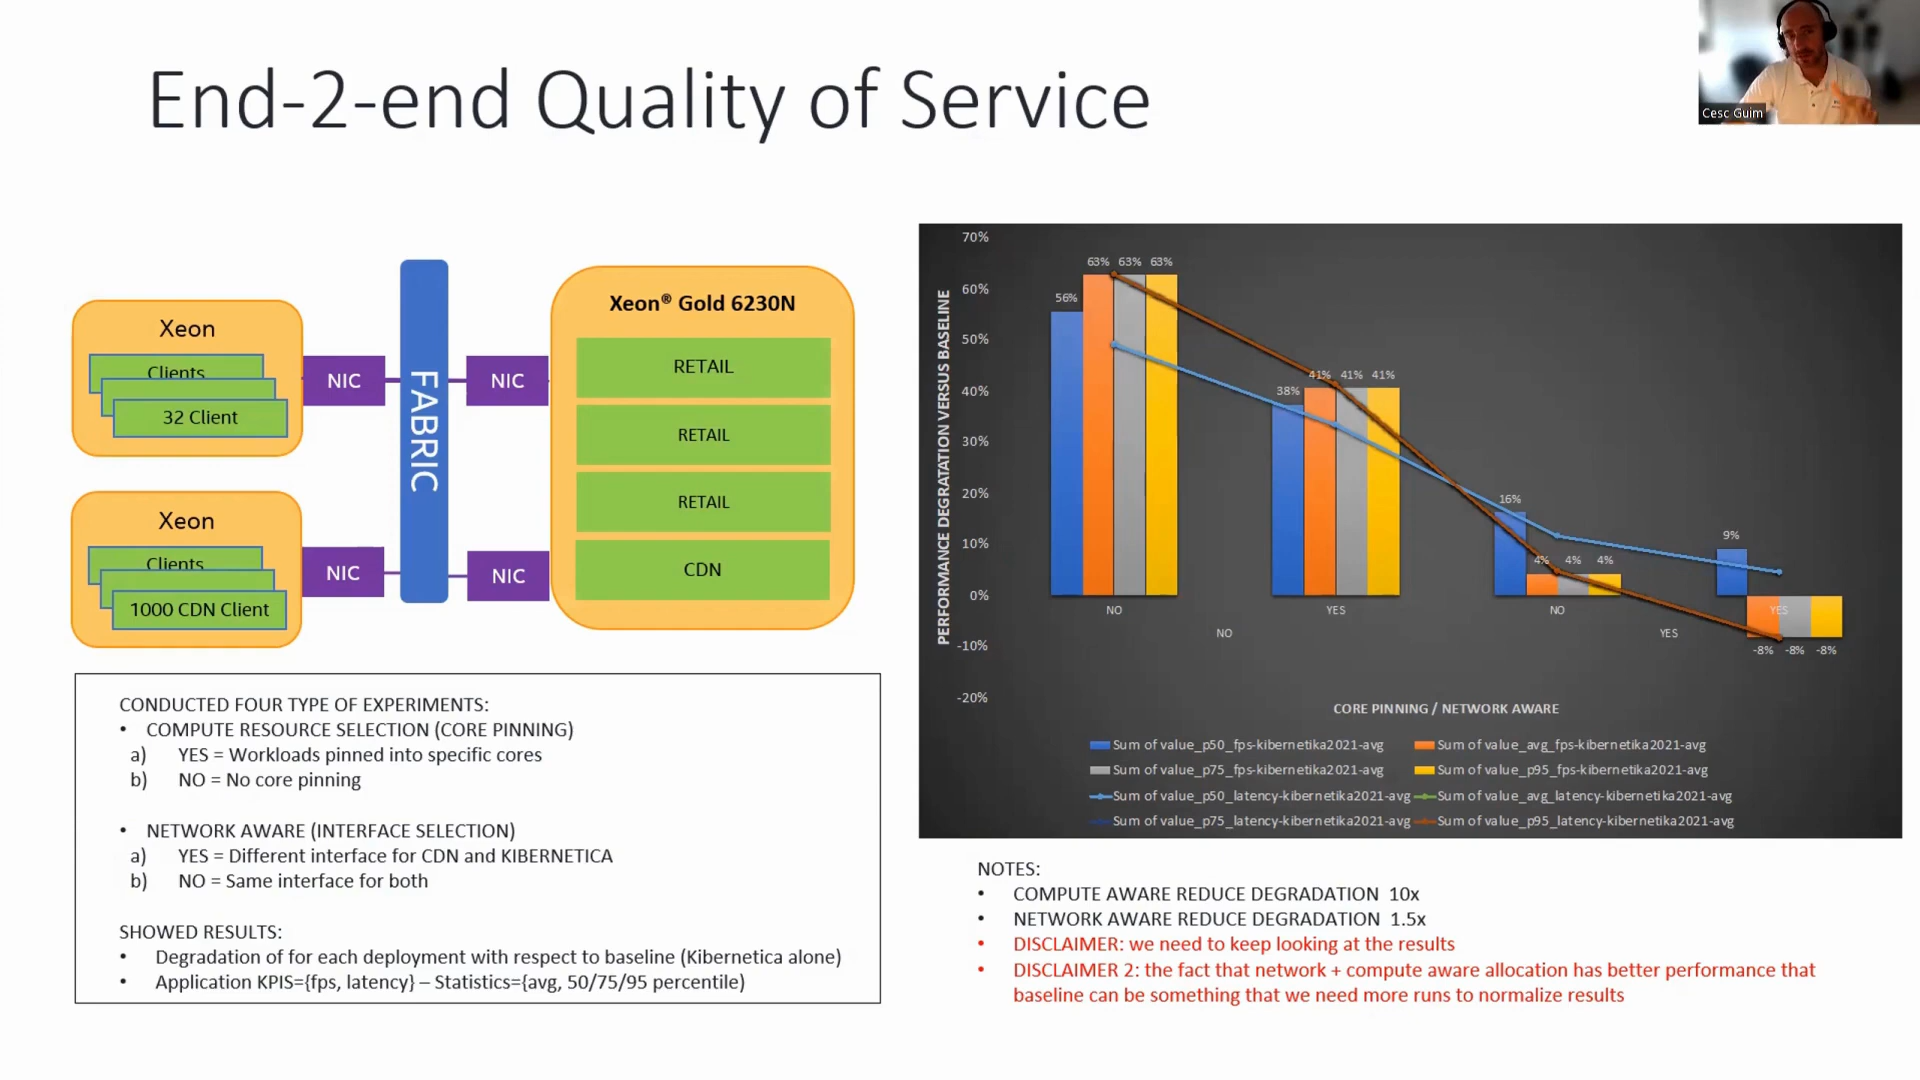 End-2-end Quality of Service
Cesc Guim
Xeon
Clients
32 Client
NIC
FABRIC
NIC
Xeon
Clients
1000 CDN Client
NIC
NIC
Xeon® Gold 6230N
RETAIL
RETAIL
RETAIL
CDN
CONDUCTED FOUR TYPE OF EXPERIMENTS:
• COMPUTE RESOURCE SELECTION (CORE PINNING)
a) YES = Workloads pinned into specific cores
b) NO = No core pinning
• NETWORK AWARE (INTERFACE SELECTION)
a) YES = Different interface for CDN and KIBERNETICA
b) NO = Same interface for both
SHOWED RESULTS:
• Degradation of for each deployment with respect to baseline (Kibernetica alone)
• Application KPIS={fps, latency} – Statistics={avg, 50/75/95 percentile)
PERFORMANCE DEGRATATION VERSUS BASELINE
70%
60%
50%
40%
30%
20%
10%
0%
-10%
-20%
56% 63% 63% 63%
38% 41% 41% 41%
16% 4% 4% 4%
9% -8% -8% -8%
NO YES NO YES
NO YES
CORE PINNING / NETWORK AWARE
Sum of value_p50_fps-kibernetika2021-avg Sum of value_avg_fps-kibernetika2021-avg
Sum of value_p75_fps-kibernetika2021-avg Sum of value_p95_fps-kibernetika2021-avg
Sum of value_p50_latency-kibernetika2021-avg Sum of value_avg_latency-kibernetika2021-avg
Sum of value_p75_latency-kibernetika2021-avg Sum of value_p95_latency-kibernetika2021-avg
NOTES:
• COMPUTE AWARE REDUCE DEGRADATION 10x
• NETWORK AWARE REDUCE DEGRADATION 1.5x
• DISCLAIMER: we need to keep looking at the results
• DISCLAIMER 2: the fact that network + compute aware allocation has better performance that
baseline can be something that we need more runs to normalize results